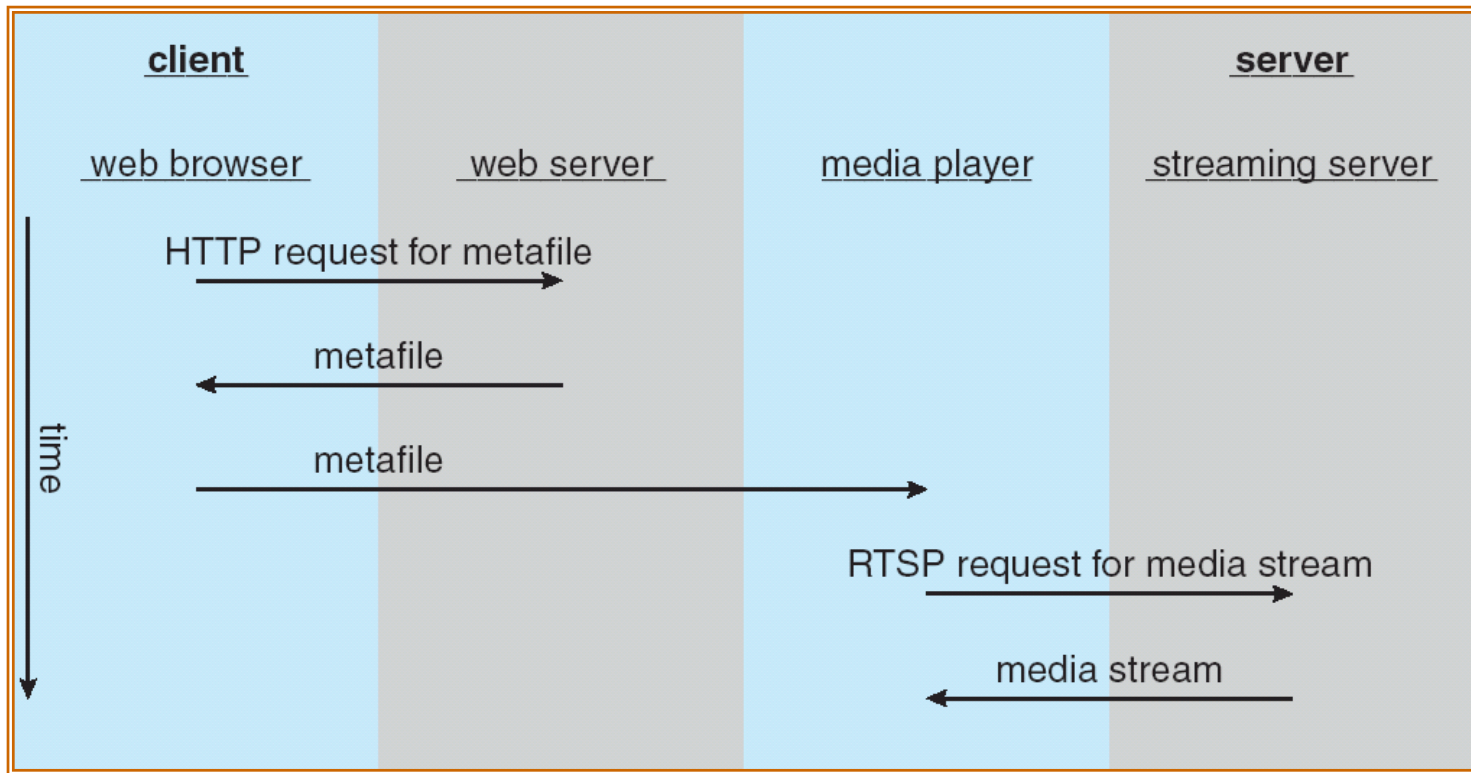 client
server
web browser
web server
media player
streaming server
HTTP request for metafile
metafile
metafile
time
RTSP request for media stream
media stream